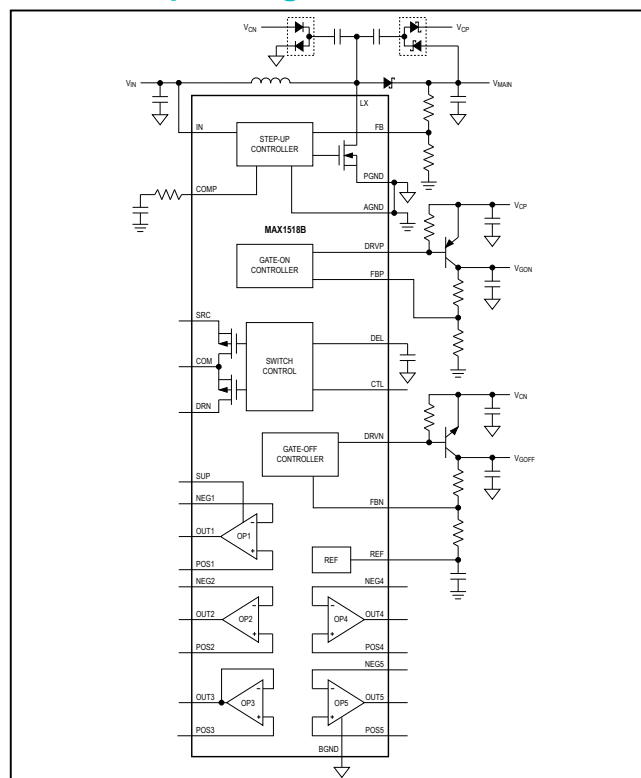 VCN
VCP
VIN
VMAIN
LX
IN
STEP-UP
CONTROLLER
FB
PGND
COMP
AGND
MAX1518B
VCP
DRVP
GATE-ON
CONTROLLER
VGON
FBP
SRC
DEL
SWITCH
CONTROL
COM
CTL
DRN
VCN
DRVN
GATE-OFF
CONTROLLER
VGOFF
SUP
NEG1
FBN
OUT1
OP1
REF
REF
POS1
NEG2
NEG4
OUT2
OP2
OP4
OUT4
POS2
POS4
NEG5
OUT3
OP3
OP5
OUT5
POS3
POS5
BGND